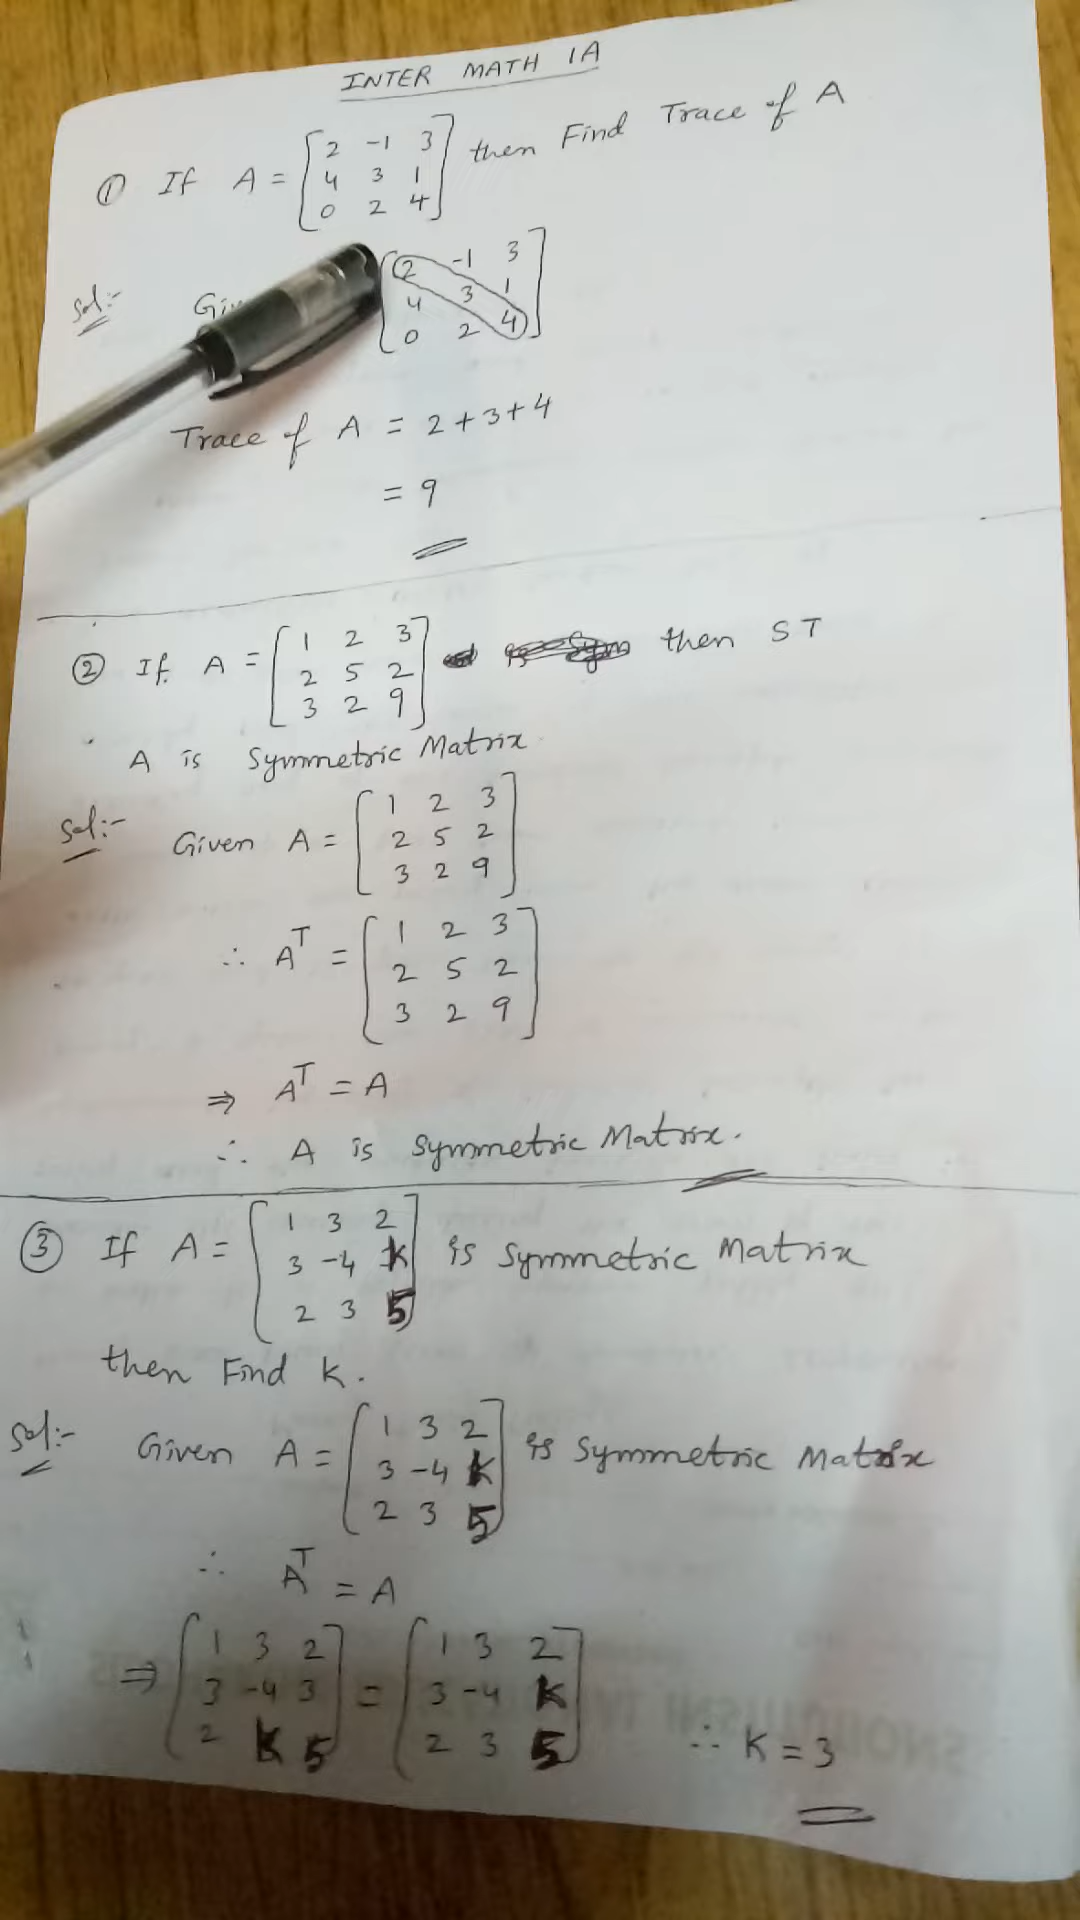 INTER MATH 1A
① If A = [2 -1 3
4 3 1
0 2 4] then Find Trace of A
Sol:- [2 -1 3
4 3 1
0 2 4]
Trace of A = 2+3+4
= 9
② If A = [1 2 3
2 5 2
3 2 9] then ST
A is Symmetric Matrix
Sol:- Given A = [1 2 3
2 5 2
3 2 9]
∴ A^T = [1 2 3
2 5 2
3 2 9]
⇒ A^T = A
∴ A is Symmetric Matrix.
③ If A = [1 3 2
3 -4 k
2 3 5] is Symmetric Matrix
then Find k.
Sol:- Given A = [1 3 2
3 -4 k
2 3 5] is Symmetric Matrix
∴ A^T = A
⇒ [1 3 2
3 -4 3
2 k 5] = [1 3 2
3 -4 k
2 3 5] ∴ K = 3